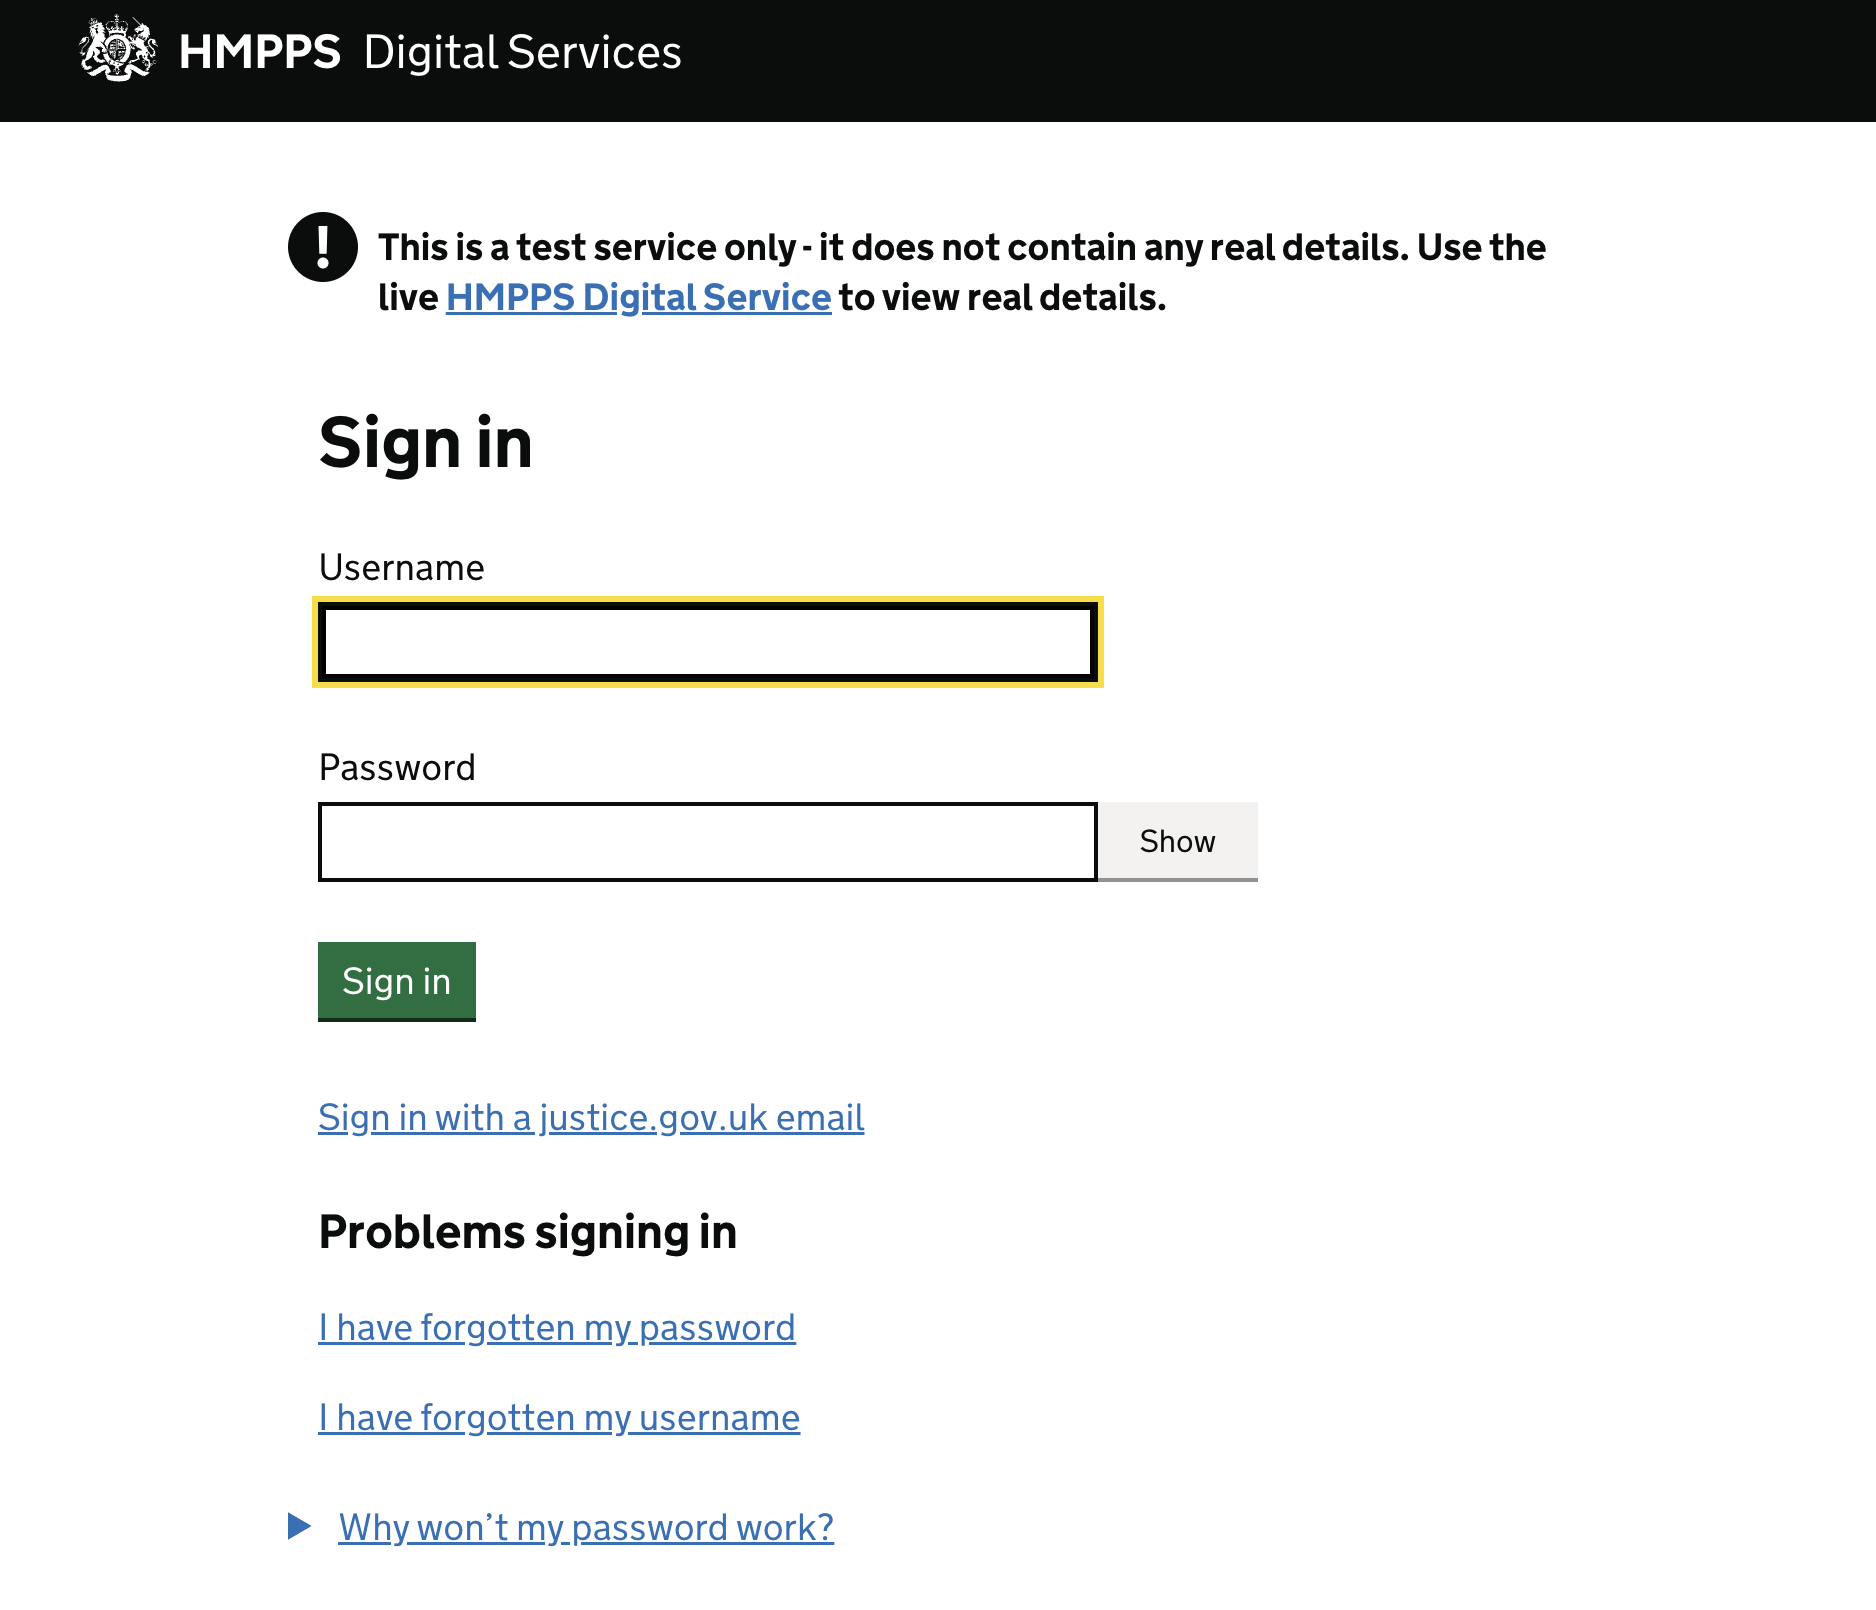 HMPPS Digital Services
This is a test service only - it does not contain any real details. Use the
live HMPPS Digital Service to view real details.
Sign in
Username
Password
Show
Sign in
Sign in with a justice.gov.uk email
Problems signing in
I have forgotten my password
I have forgotten my username
Why won’t my password work?